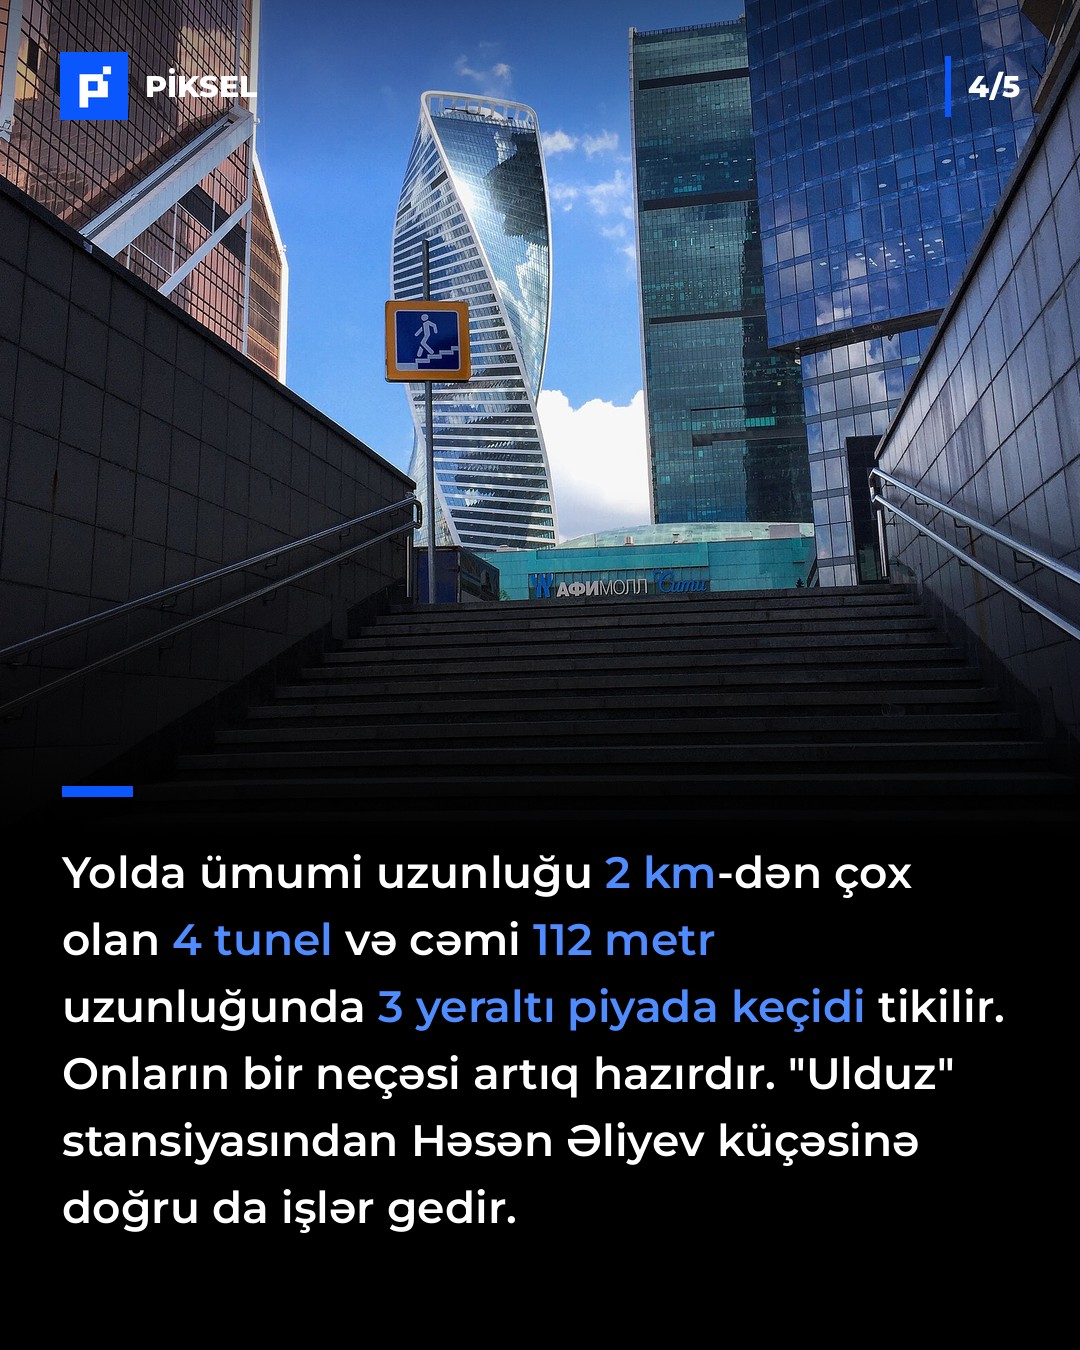 PİKSEL
4/5
АФИМОЛЛ Сити
Yolda ümumi uzunluğu 2 km-dən çox
olan 4 tunel və cəmi 112 metr
uzunluğunda 3 yeraltı piyada keçidi tikilir.
Onların bir neçəsi artıq hazırdır. "Ulduz"
stansiyasından Həsən Əliyev küçəsinə
doğru da işlər gedir.